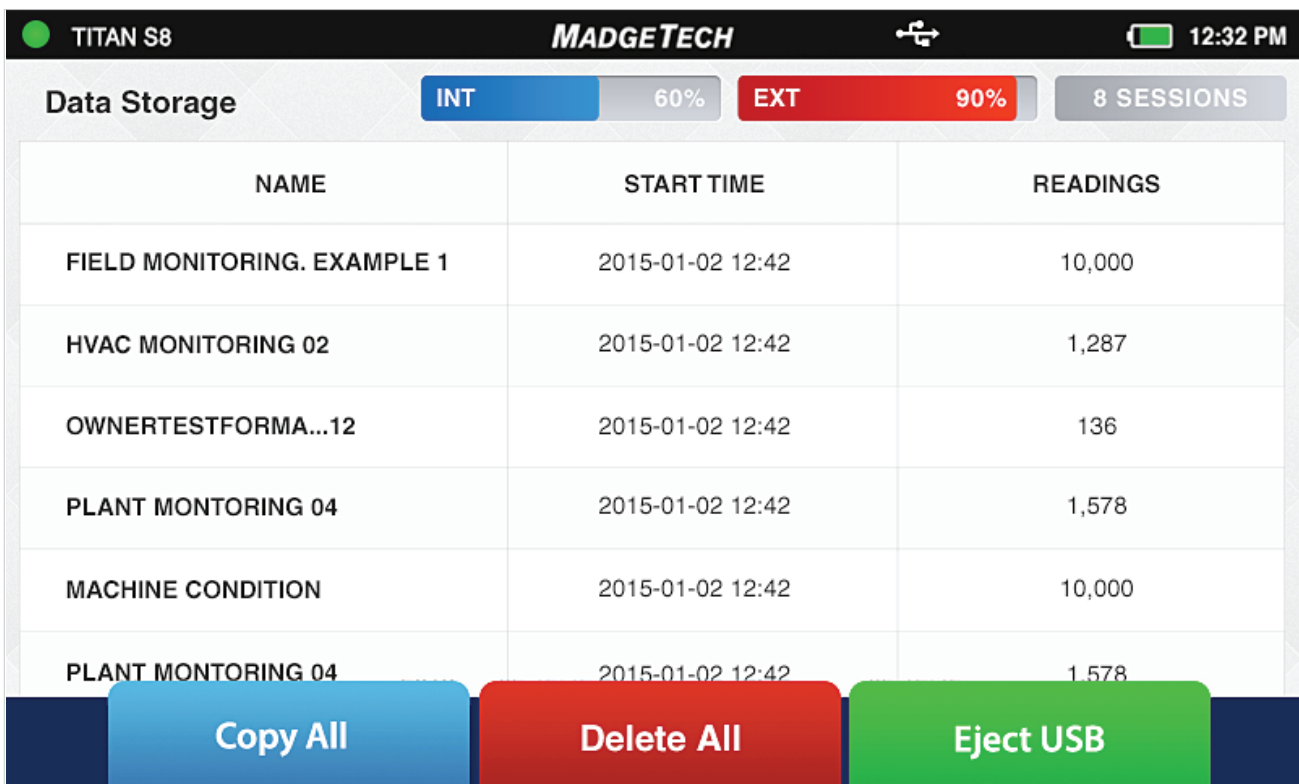 TITAN S8 MADGETECH 12:32 PM
Data Storage INT 60% EXT 90% 8 SESSIONS
NAME START TIME READINGS
FIELD MONITORING. EXAMPLE 1 2015-01-02 12:42 10,000
HVAC MONITORING 02 2015-01-02 12:42 1,287
OWNERTESTFORMA...12 2015-01-02 12:42 136
PLANT MONTORING 04 2015-01-02 12:42 1,578
MACHINE CONDITION 2015-01-02 12:42 10,000
PLANT MONTORING 04 2015-01-02 12:42 1,578
Copy All Delete All Eject USB